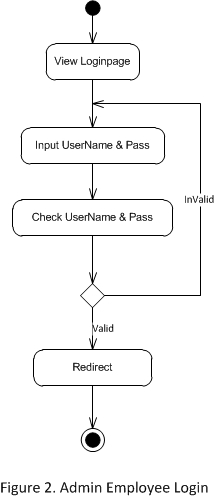 View Loginpage
Input UserName & Pass
InValid
Check UserName & Pass
Valid
Redirect
Figure 2. Admin Employee Login